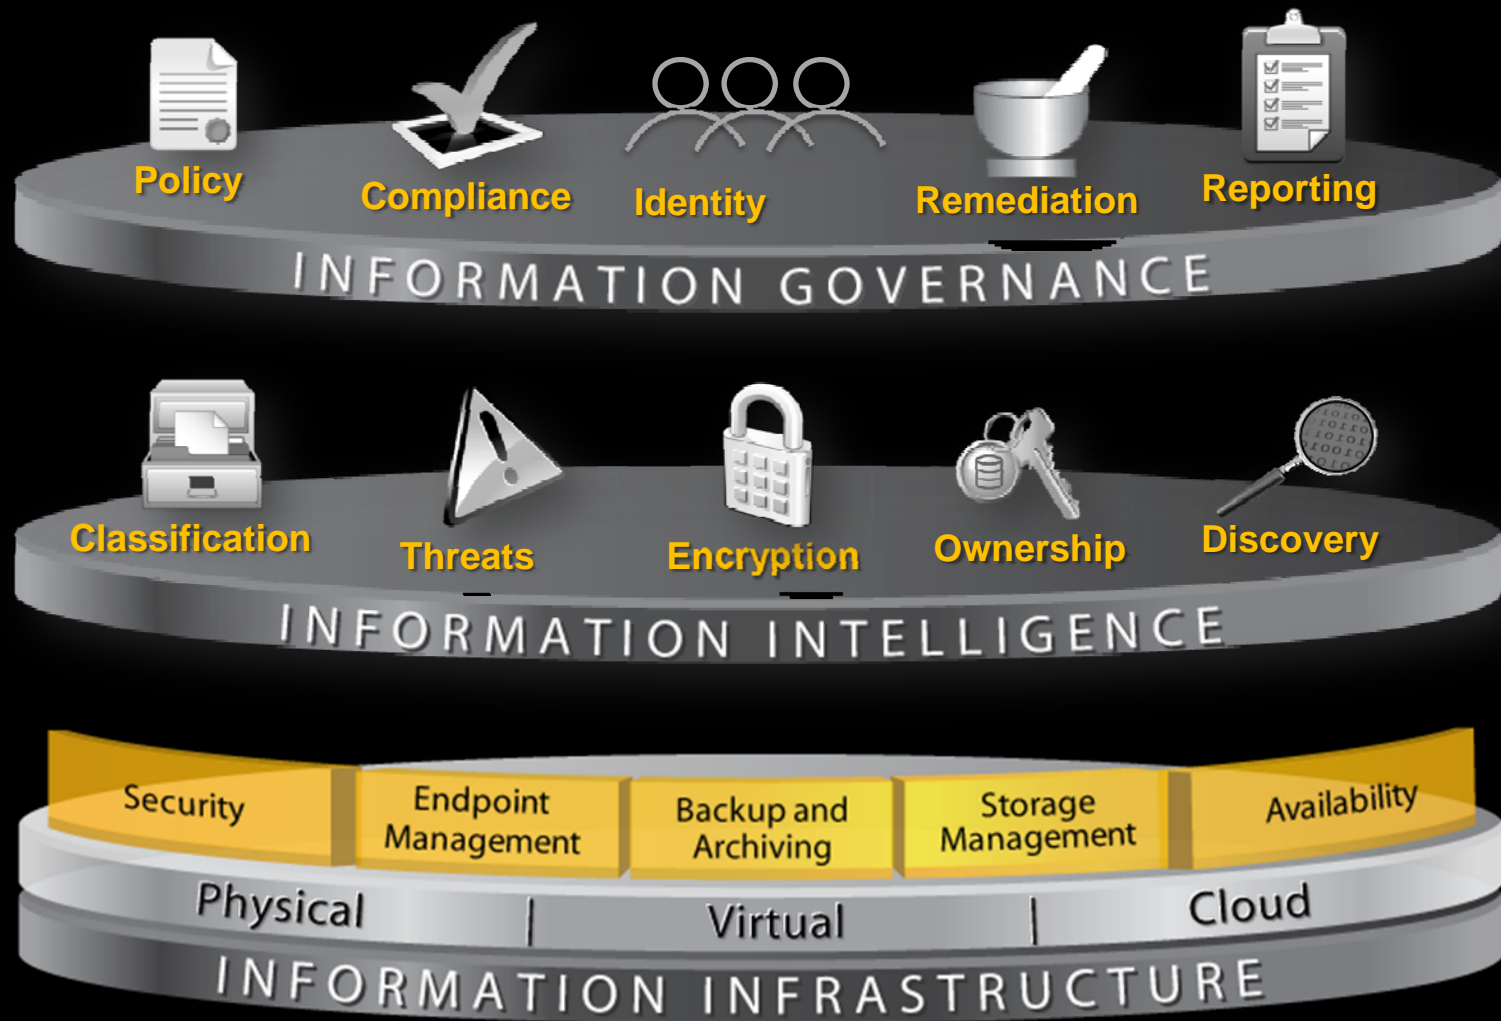 Policy
Compliance
Identity
Remediation
Reporting
INFORMATION GOVERNANCE
Classification
Threats
Encryption
Ownership
Discovery
INFORMATION INTELLIGENCE
Security
Endpoint
Management
Backup and
Archiving
Storage
Management
Availability
Physical | Virtual | Cloud
INFORMATION INFRASTRUCTURE